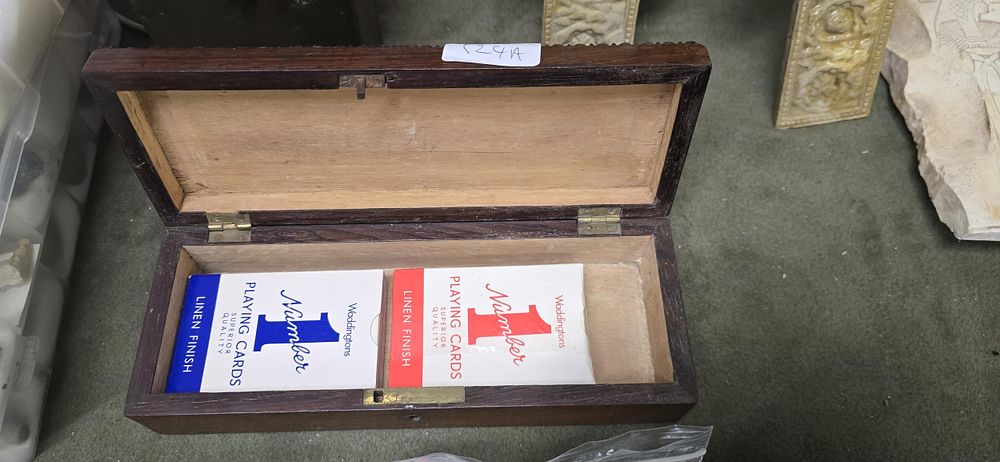 524A
Waddingtons
Number 1
PLAYING CARDS
SUPERIOR
QUALITY
LINEN FINISH
Waddingtons
Number 1
PLAYING CARDS
SUPERIOR
QUALITY
LINEN FINISH